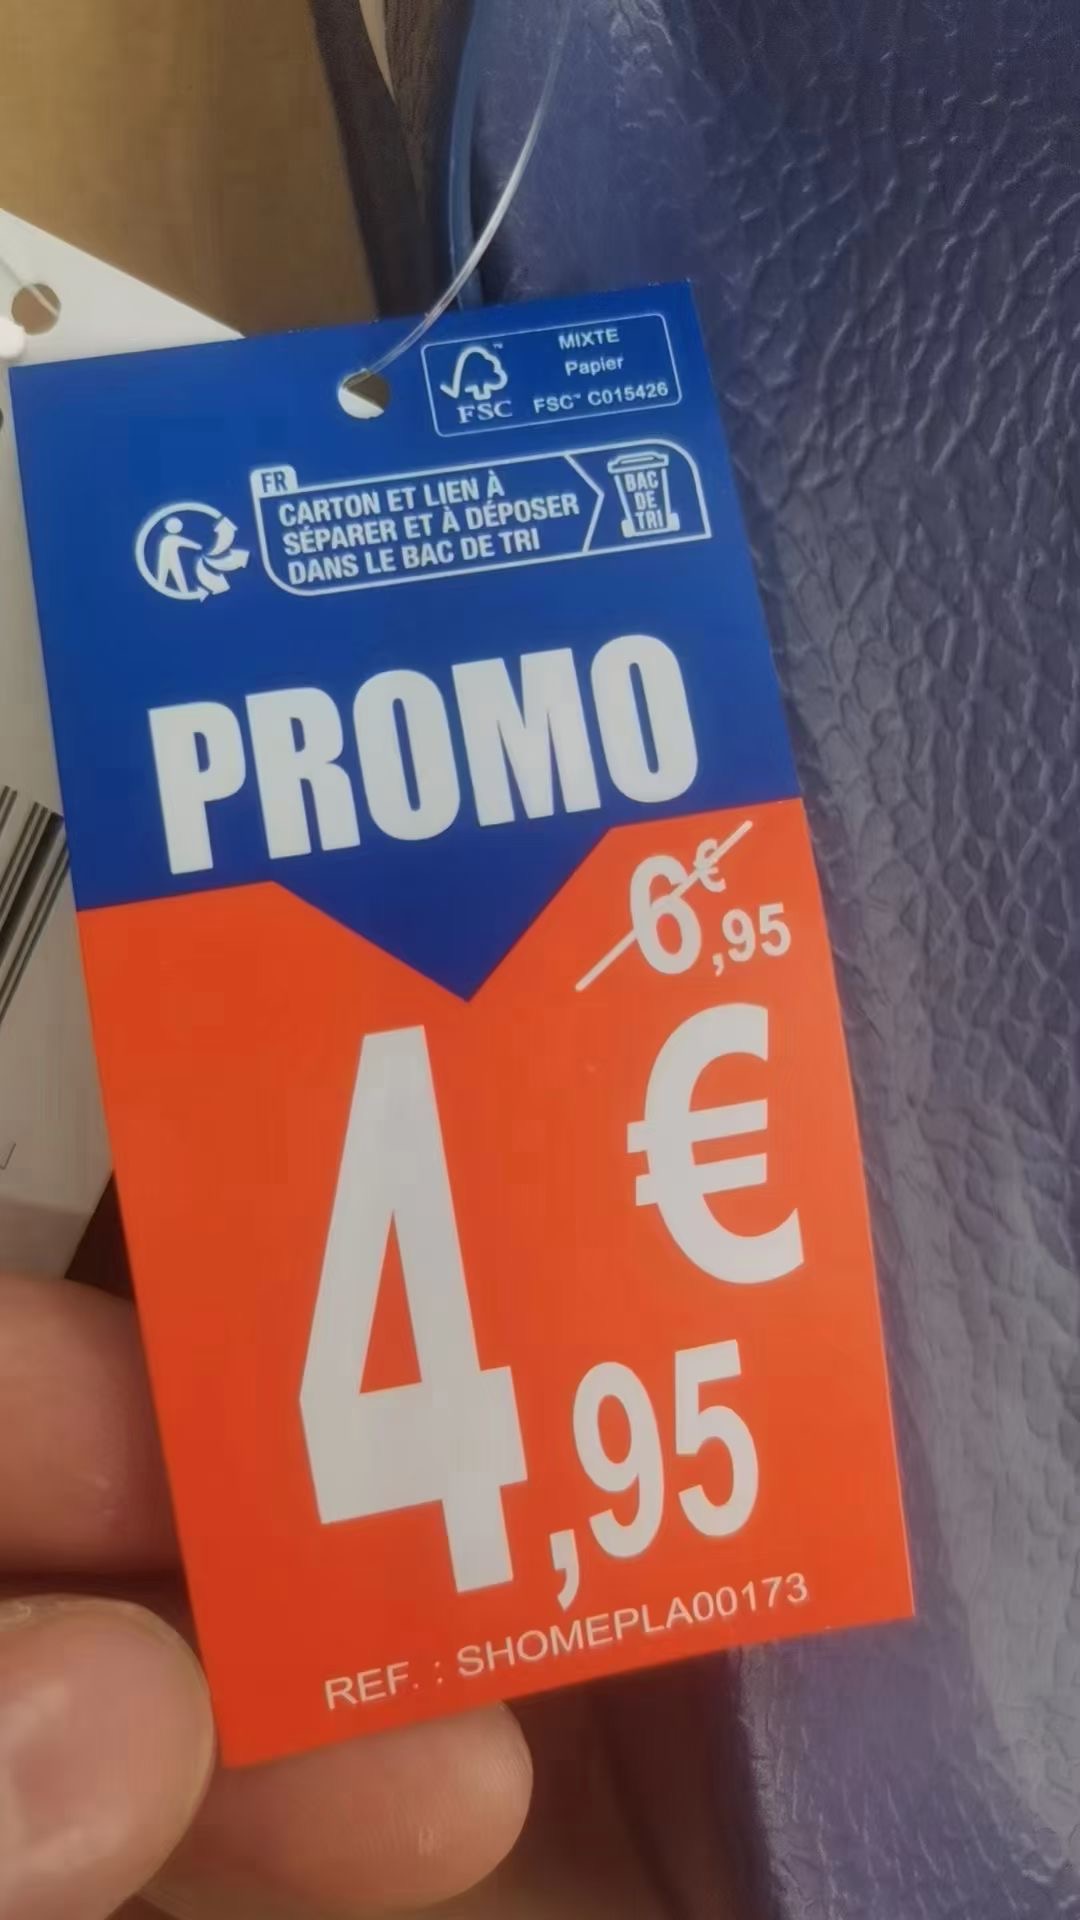 MIXTE
Papier
FSC™ C015426
FSC
FR
CARTON ET LIEN À
SÉPARER ET À DÉPOSER
DANS LE BAC DE TRI
BAC
DE
TRI
PROMO
6€,95
4€,95
REF. : SHOMEPLA00173